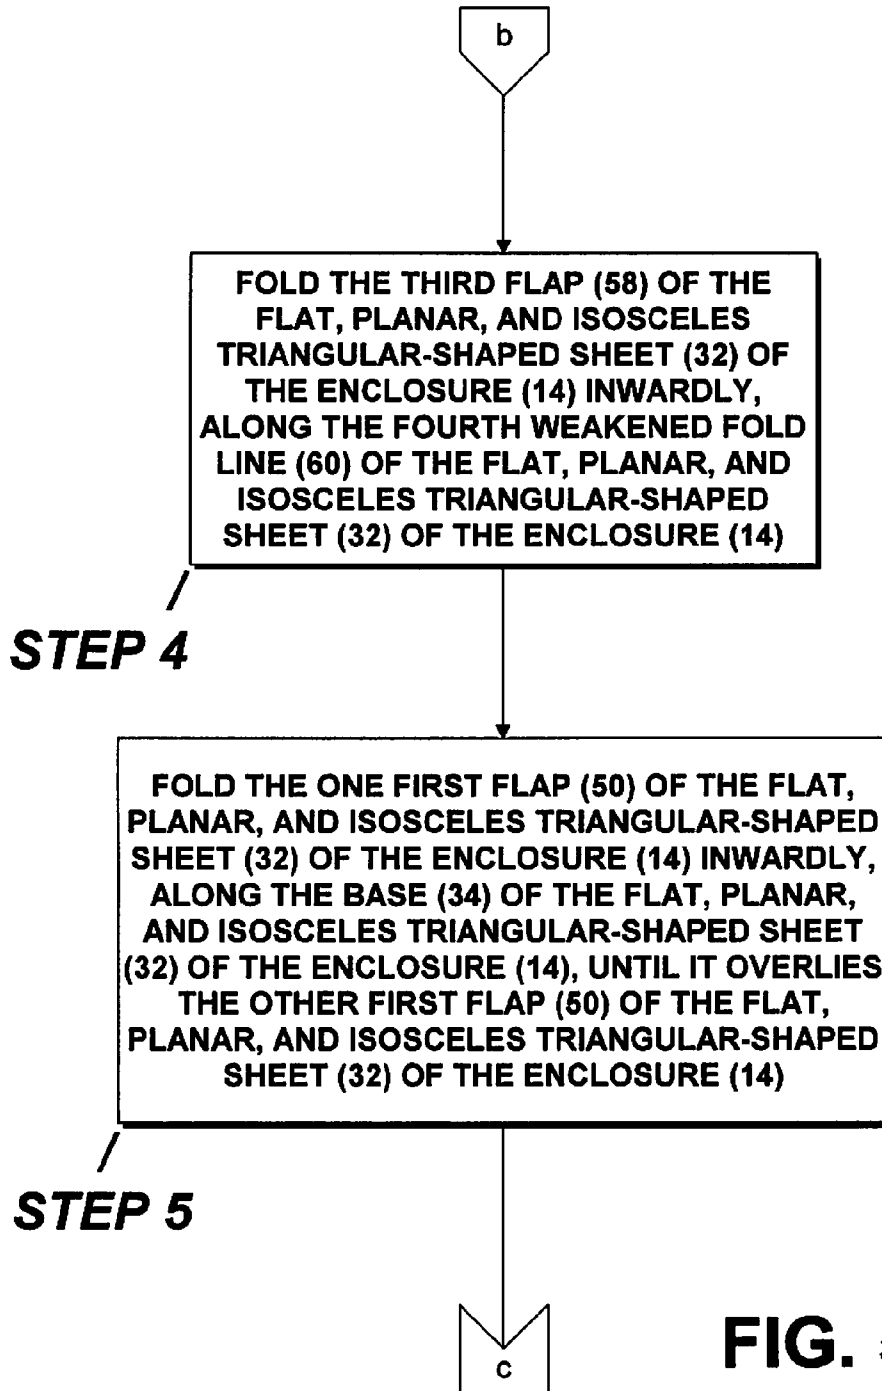 b
FOLD THE THIRD FLAP (58) OF THE
FLAT, PLANAR, AND ISOSCELES
TRIANGULAR-SHAPED SHEET (32) OF
THE ENCLOSURE (14) INWARDLY,
ALONG THE FOURTH WEAKENED FOLD
LINE (60) OF THE FLAT, PLANAR, AND
ISOSCELES TRIANGULAR-SHAPED
SHEET (32) OF THE ENCLOSURE (14)
STEP 4
FOLD THE ONE FIRST FLAP (50) OF THE FLAT,
PLANAR, AND ISOSCELES TRIANGULAR-SHAPED
SHEET (32) OF THE ENCLOSURE (14) INWARDLY,
ALONG THE BASE (34) OF THE FLAT, PLANAR,
AND ISOSCELES TRIANGULAR-SHAPED SHEET
(32) OF THE ENCLOSURE (14), UNTIL IT OVERLIES
THE OTHER FIRST FLAP (50) OF THE FLAT,
PLANAR, AND ISOSCELES TRIANGULAR-SHAPED
SHEET (32) OF THE ENCLOSURE (14)
STEP 5
FIG.
c